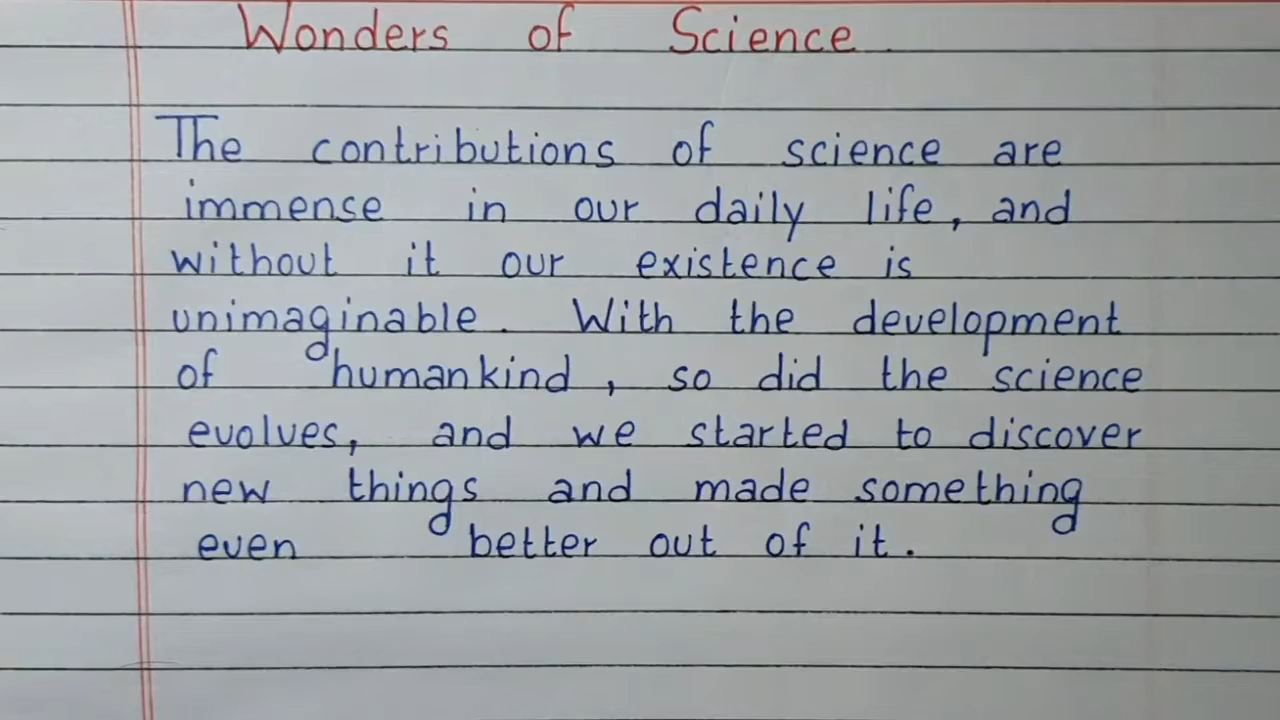 Wonders of Science
The contributions of science are
immense in our daily life, and
without it our existence is
unimaginable. With the development
of humankind, so did the science
evolves, and we started to discover
new things and made something
even better out of it.